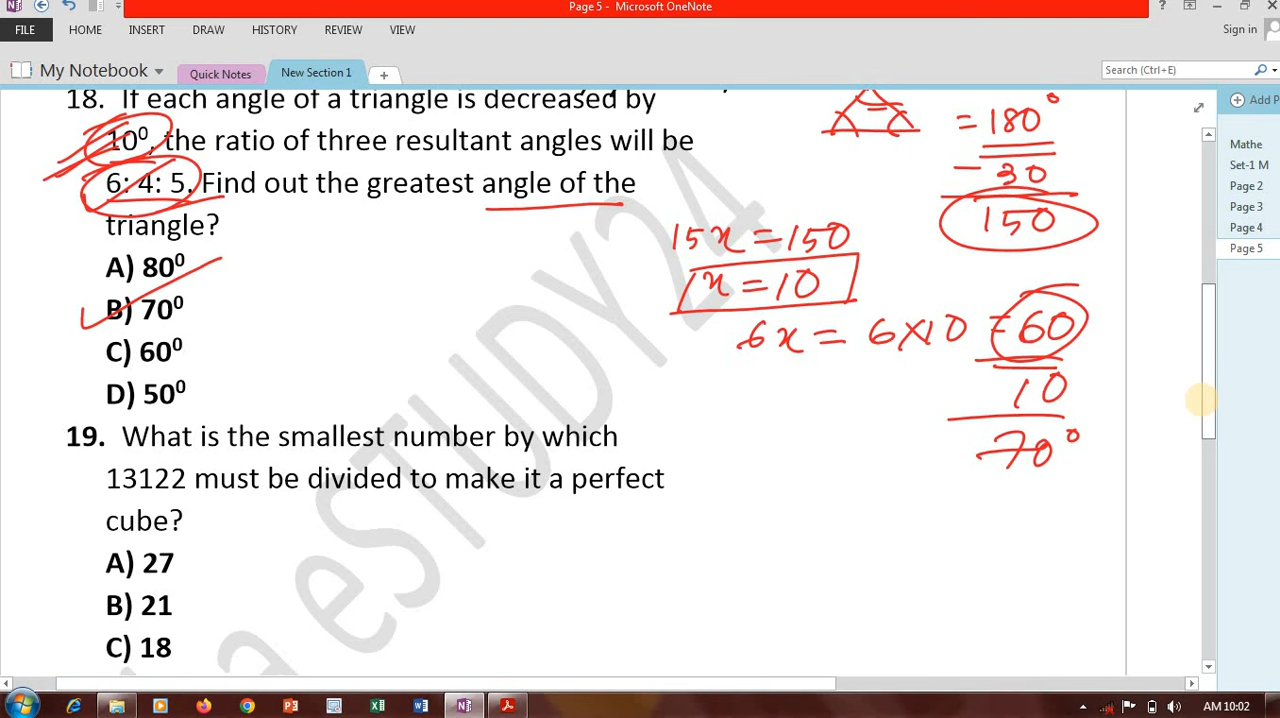 Page 5 - Microsoft OneNote
FILE HOME INSERT DRAW HISTORY REVIEW VIEW Sign in
My Notebook Quick Notes New Section 1 Search (Ctrl+E)
Add P
Mathe
Set-1 M
Page 2
Page 3
Page 4
Page 5
18. If each angle of a triangle is decreased by
10⁰, the ratio of three resultant angles will be
6: 4: 5. Find out the greatest angle of the
triangle?
A) 80⁰
B) 70⁰
C) 60⁰
D) 50⁰
= 180°
- 30
150
15x = 150
x = 10
6x = 6×10 = 60
10
70°
19. What is the smallest number by which
13122 must be divided to make it a perfect
cube?
A) 27
B) 21
C) 18
a eSTUDY24
AM 10:02